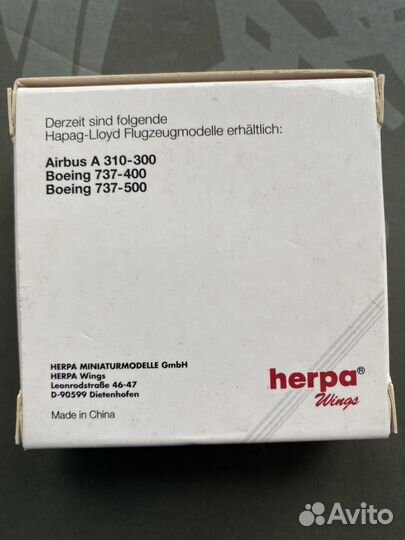 Derzeit sind folgende
Hapag-Lloyd Flugzeugmodelle erhältlich:
Airbus A 310-300
Boeing 737-400
Boeing 737-500
HERPA MINIATURMODELLE GmbH
HERPA Wings
Leonrodstraße 46-47
D-90599 Dietenhofen
Made in China
herpa®
Wings
Avito